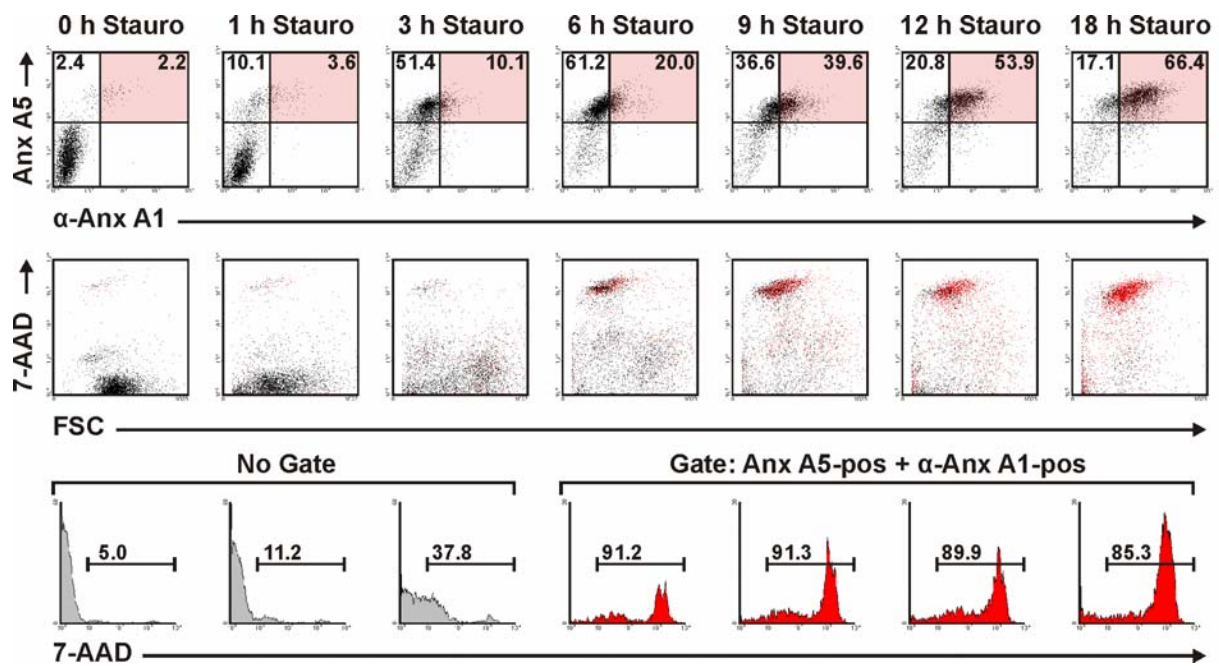 0 h Stauro 1 h Stauro 3 h Stauro 6 h Stauro 9 h Stauro 12 h Stauro 18 h Stauro
Anx A5
2.4 2.2 10.1 3.6 51.4 10.1 61.2 20.0 36.6 39.6 20.8 53.9 17.1 66.4
α-Anx A1
7-AAD
FSC
No Gate Gate: Anx A5-pos + α-Anx A1-pos
5.0 11.2 37.8 91.2 91.3 89.9 85.3
7-AAD